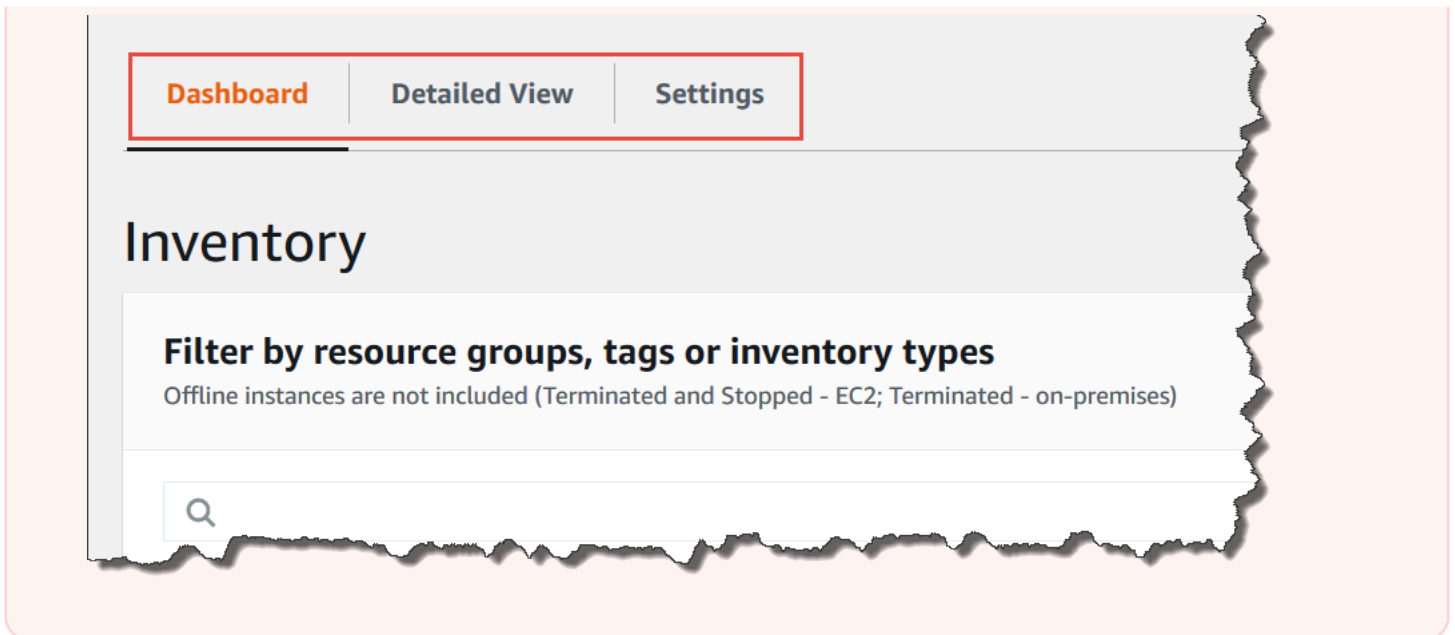 Dashboard Detailed View Settings
Inventory
Filter by resource groups, tags or inventory types
Offline instances are not included (Terminated and Stopped - EC2; Terminated - on-premises)